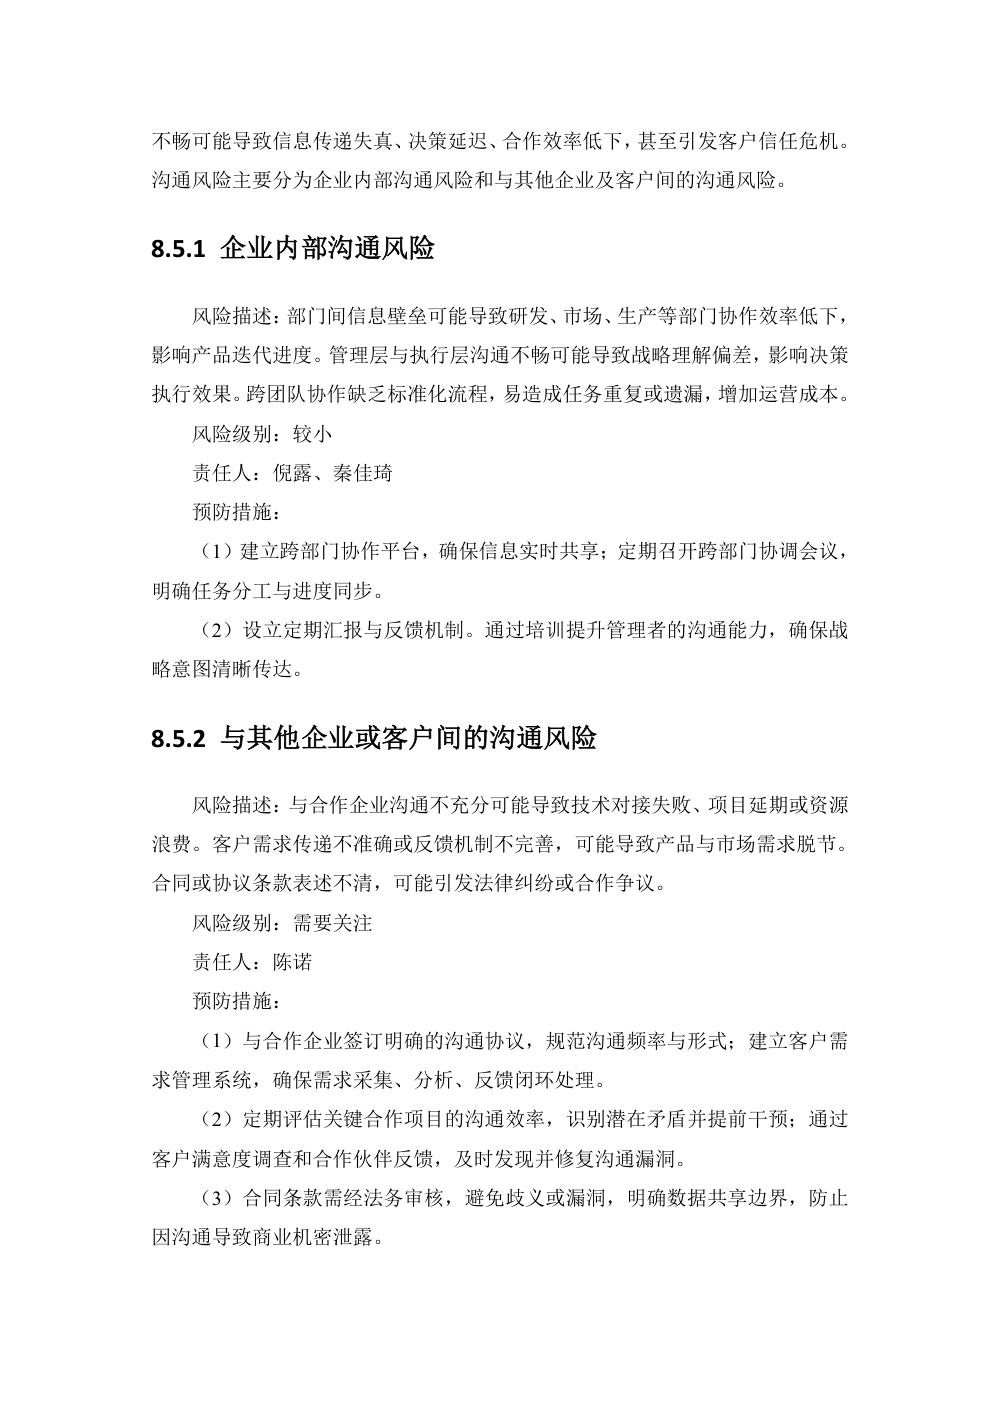 不畅可能导致信息传递失真、决策延迟、合作效率低下，甚至引发客户信任危机。
沟通风险主要分为企业内部沟通风险和与其他企业及客户间的沟通风险。
8.5.1 企业内部沟通风险
风险描述：部门间信息壁垒可能导致研发、市场、生产等部门协作效率低下，
影响产品迭代进度。管理层与执行层沟通不畅可能导致战略理解偏差，影响决策
执行效果。跨团队协作缺乏标准化流程，易造成任务重复或遗漏，增加运营成本。
风险级别：较小
责任人：倪露、秦佳琦
预防措施：
（1）建立跨部门协作平台，确保信息实时共享；定期召开跨部门协调会议，
明确任务分工与进度同步。
（2）设立定期汇报与反馈机制。通过培训提升管理者的沟通能力，确保战
略意图清晰传达。
8.5.2 与其他企业或客户间的沟通风险
风险描述：与合作企业沟通不充分可能导致技术对接失败、项目延期或资源
浪费。客户需求传递不准确或反馈机制不完善，可能导致产品与市场需求脱节。
合同或协议条款表述不清，可能引发法律纠纷或合作争议。
风险级别：需要关注
责任人：陈诺
预防措施：
（1）与合作企业签订明确的沟通协议，规范沟通频率与形式；建立客户需
求管理系统，确保需求采集、分析、反馈闭环处理。
（2）定期评估关键合作项目的沟通效率，识别潜在矛盾并提前干预；通过
客户满意度调查和合作伙伴反馈，及时发现并修复沟通漏洞。
（3）合同条款需经法务审核，避免歧义或漏洞，明确数据共享边界，防止
因沟通导致商业机密泄露。